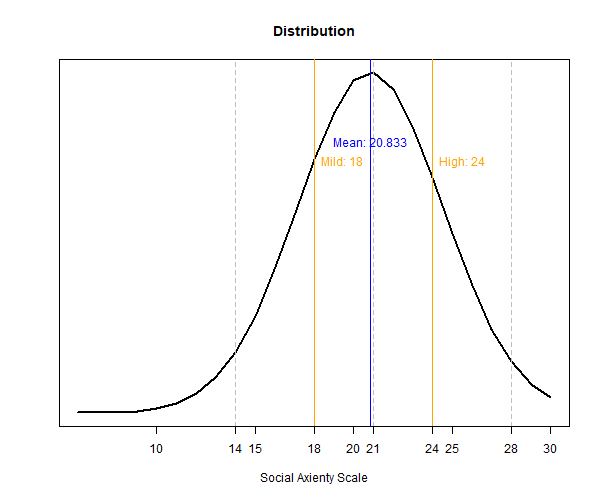 Distribution
Mean: 20.833
Mild: 18 High: 24
10 14 15 18 20 21 24 25 28 30
Social Axienty Scale